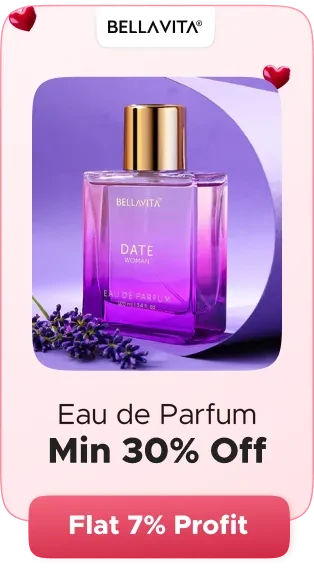 BELLAVITA®
BELLAVITA®
DATE
WOMAN
EAU DE PARFUM
Eau de Parfum
Min 30% Off
Flat 7% Profit